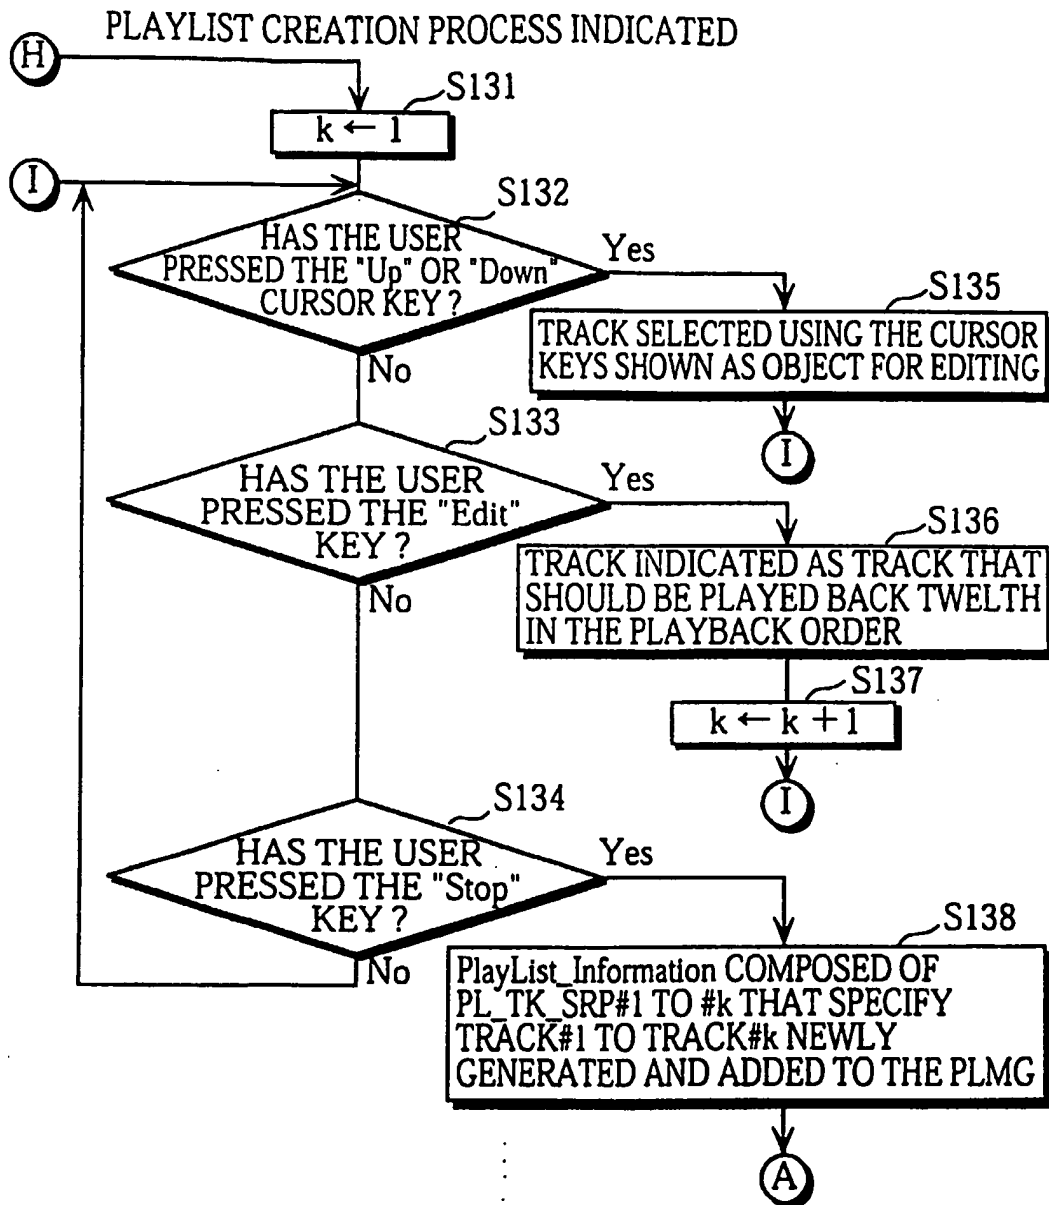 PLAYLIST CREATION PROCESS INDICATED
H
S131
k ← 1
I
S132
HAS THE USER
PRESSED THE "Up" OR "Down"
CURSOR KEY ?
Yes
No
S135
TRACK SELECTED USING THE CURSOR
KEYS SHOWN AS OBJECT FOR EDITING
I
S133
HAS THE USER
PRESSED THE "Edit"
KEY ?
Yes
No
S136
TRACK INDICATED AS TRACK THAT
SHOULD BE PLAYED BACK TWELTH
IN THE PLAYBACK ORDER
S137
k ← k + 1
I
S134
HAS THE USER
PRESSED THE "Stop"
KEY ?
Yes
No
S138
PlayList_Information COMPOSED OF
PL_TK_SRP#1 TO #k THAT SPECIFY
TRACK#1 TO TRACK#k NEWLY
GENERATED AND ADDED TO THE PLMG
A